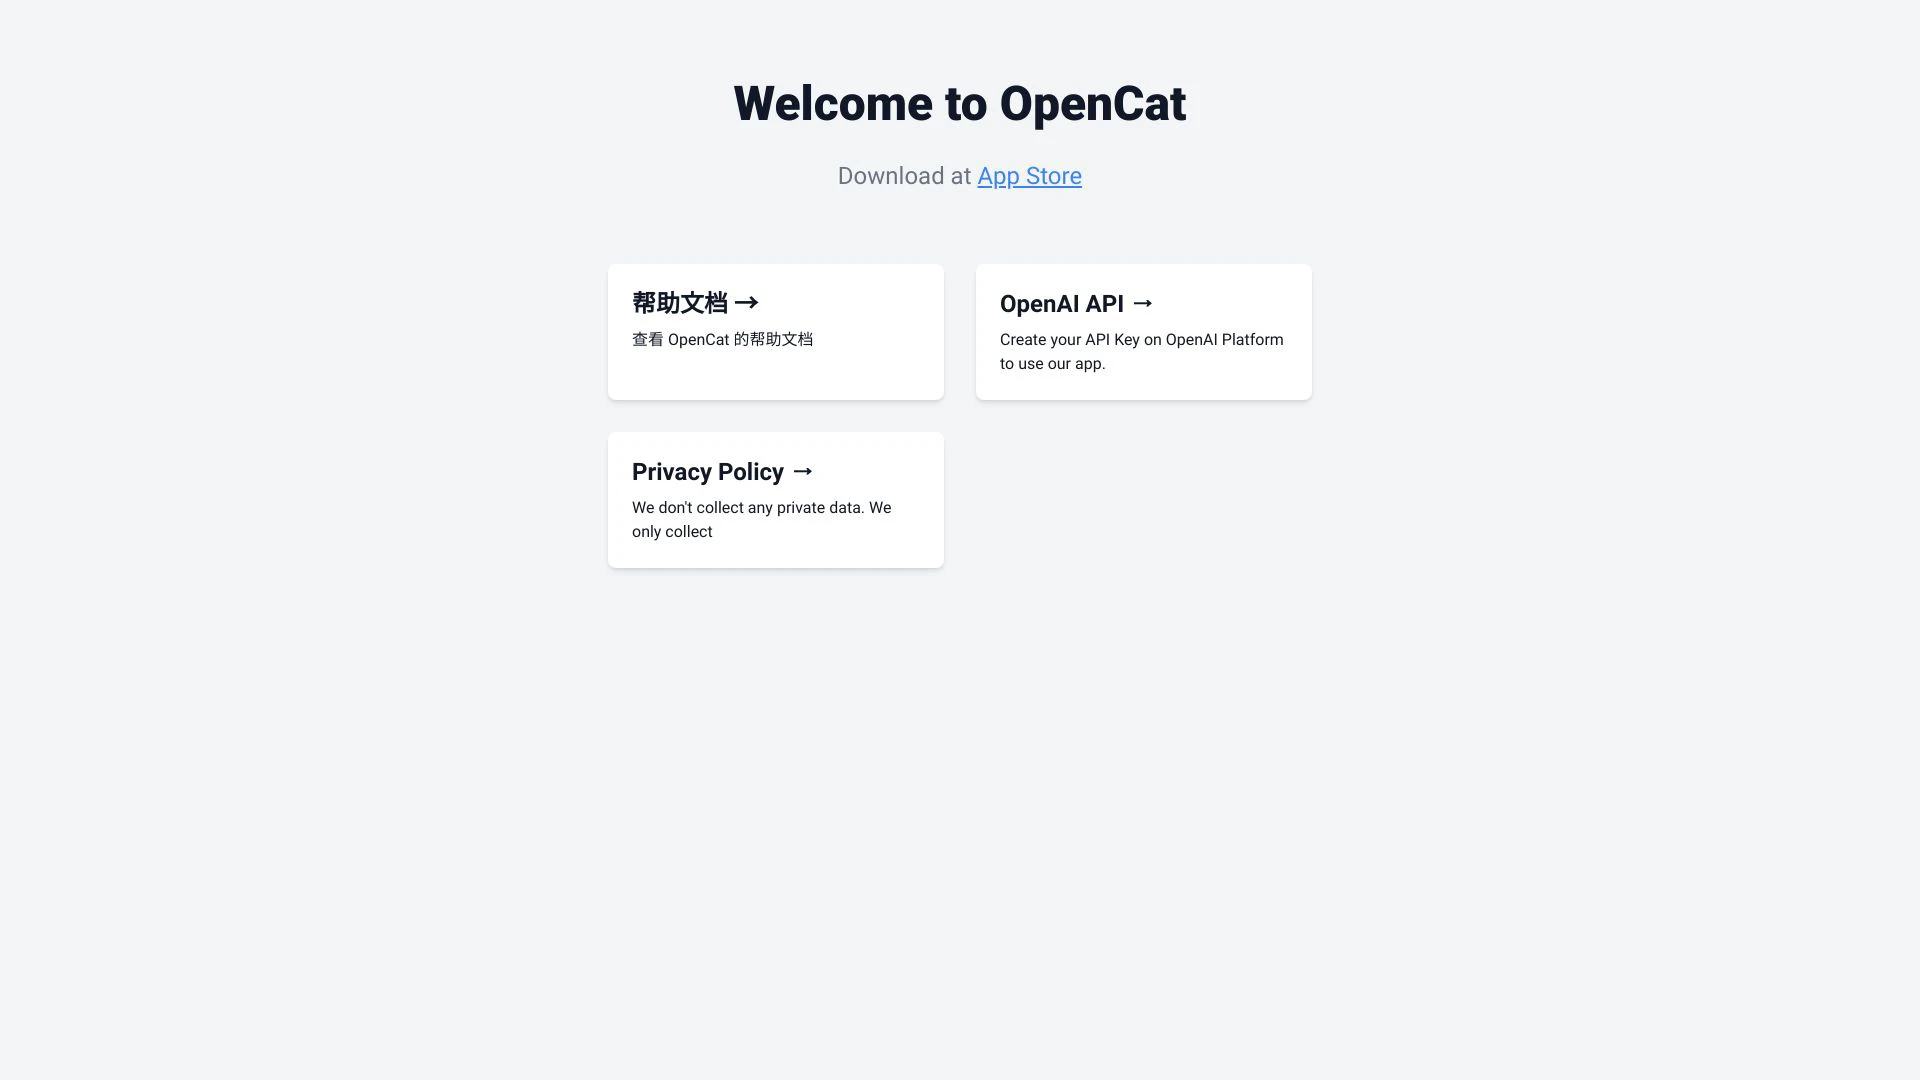 Welcome to OpenCat
Download at App Store
帮助文档 →
查看 OpenCat 的帮助文档
OpenAI API →
Create your API Key on OpenAI Platform
to use our app.
Privacy Policy →
We don't collect any private data. We
only collect